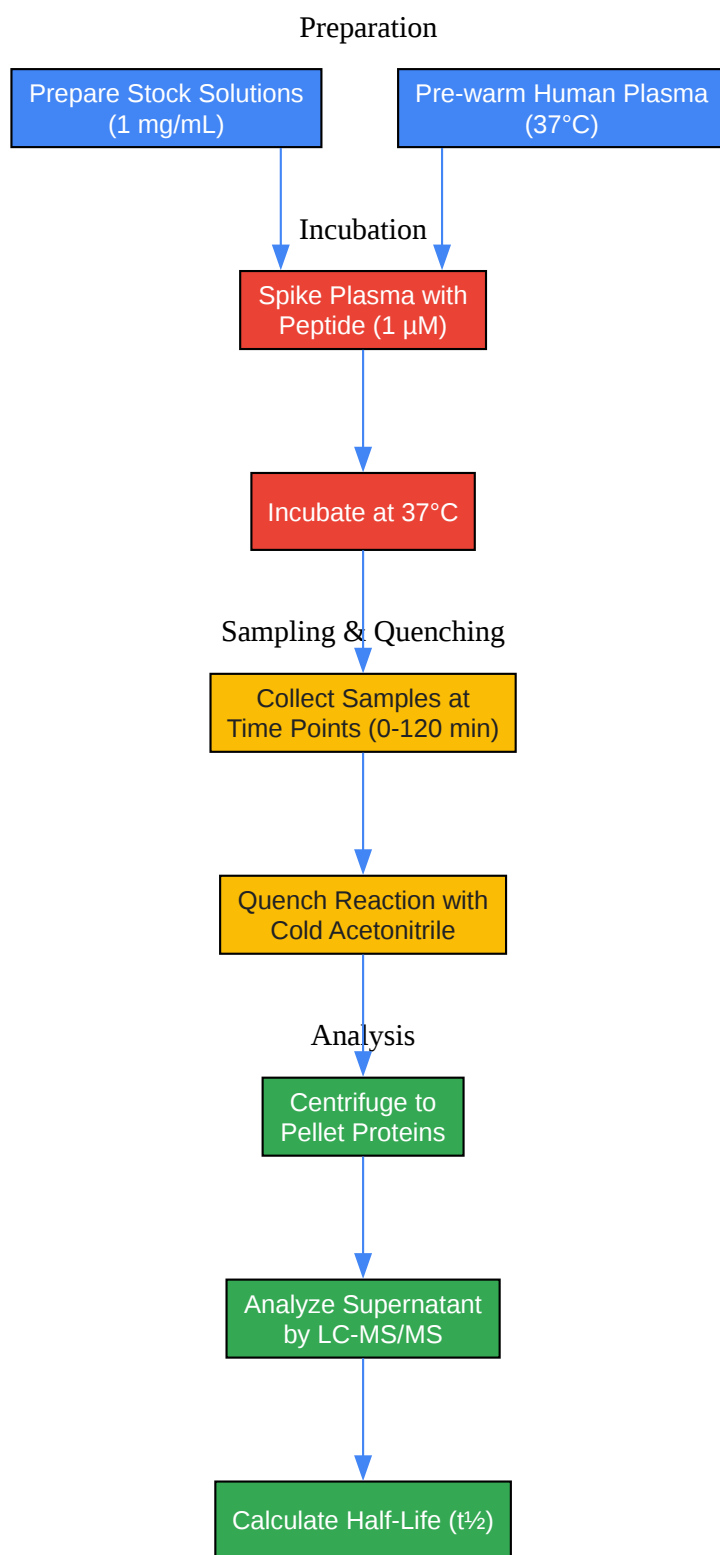 Preparation
Prepare Stock Solutions
(1 mg/mL)
Pre-warm Human Plasma
(37°C)
Incubation
Spike Plasma with
Peptide (1 µM)
Incubate at 37°C
Sampling & Quenching
Collect Samples at
Time Points (0-120 min)
Quench Reaction with
Cold Acetonitrile
Analysis
Centrifuge to
Pellet Proteins
Analyze Supernatant
by LC-MS/MS
Calculate Half-Life (t½)